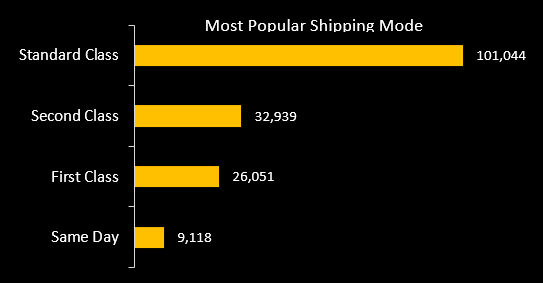 Most Popular Shipping Mode
Standard Class 101,044
Second Class 32,939
First Class 26,051
Same Day 9,118